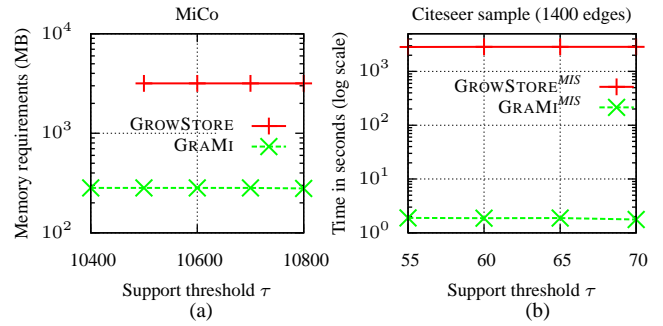 MiCo
Memory requirements (MB)
10^4
10^3
10^2
GROWSTORE
GRAMI
10400
10600
10800
Support threshold τ
(a)
Citeseer sample (1400 edges)
Time in seconds (log scale)
10^3
10^2
10^1
10^0
GROWSTORE^MIS
GRAMI^MIS
55
60
65
70
Support threshold τ
(b)